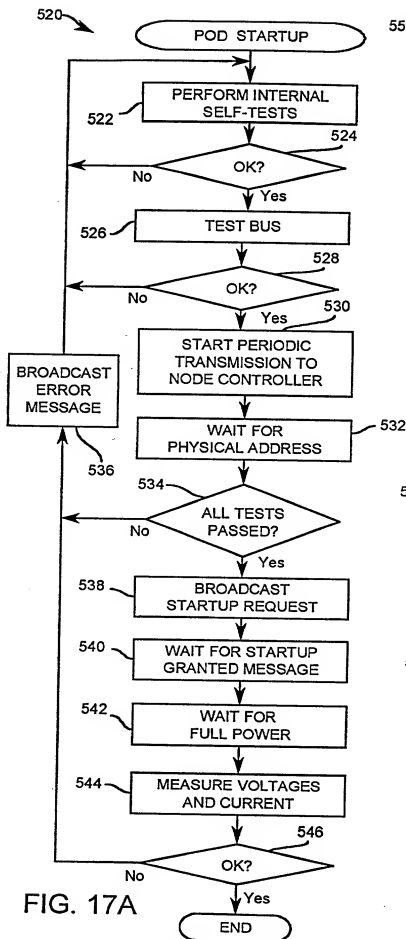 520
POD STARTUP
55
PERFORM INTERNAL
SELF-TESTS
522
524
OK?
No
Yes
526
TEST BUS
528
OK?
No
Yes
530
START PERIODIC
TRANSMISSION TO
NODE CONTROLLER
BROADCAST
ERROR
MESSAGE
536
WAIT FOR
PHYSICAL ADDRESS
532
534
5
ALL TESTS
PASSED?
No
Yes
538
BROADCAST
STARTUP REQUEST
540
WAIT FOR STARTUP
GRANTED MESSAGE
542
WAIT FOR
FULL POWER
544
MEASURE VOLTAGES
AND CURRENT
546
OK?
No
Yes
FIG. 17A
END